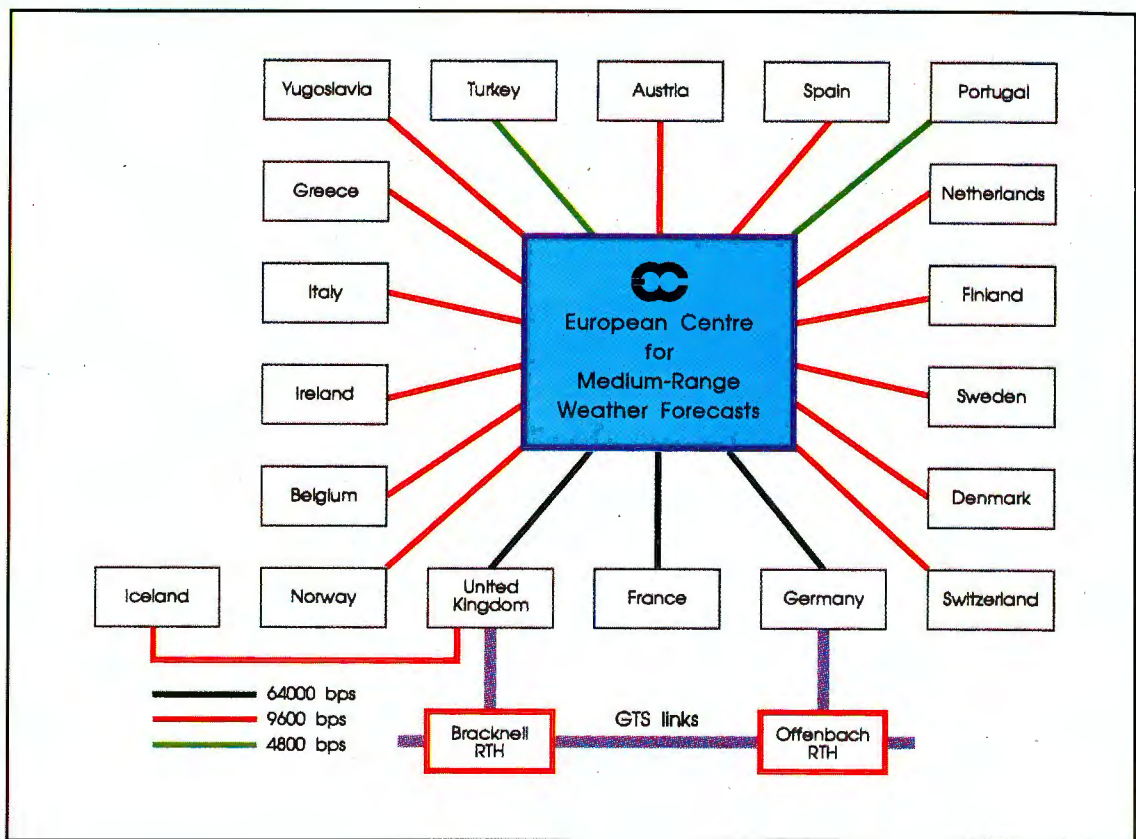 Yugoslavia
Turkey
Austria
Spain
Portugal
Greece
Netherlands
Italy
Finland
European Centre
for
Medium-Range
Weather Forecasts
Ireland
Sweden
Belgium
Denmark
Iceland
Norway
United
Kingdom
France
Germany
Switzerland
64000 bps
9600 bps
4800 bps
Bracknell
RTH
GTS links
Offenbach
RTH